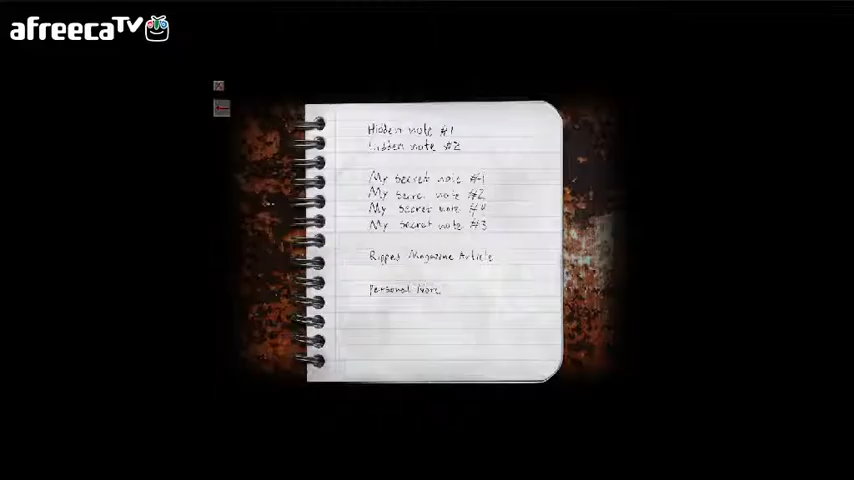 afreecaTV
Hidden note #1
Hidden note #2
My secret note #1
My secret note #2
My secret note #4
My secret note #3
Ripped Magazine Article
Personal Note